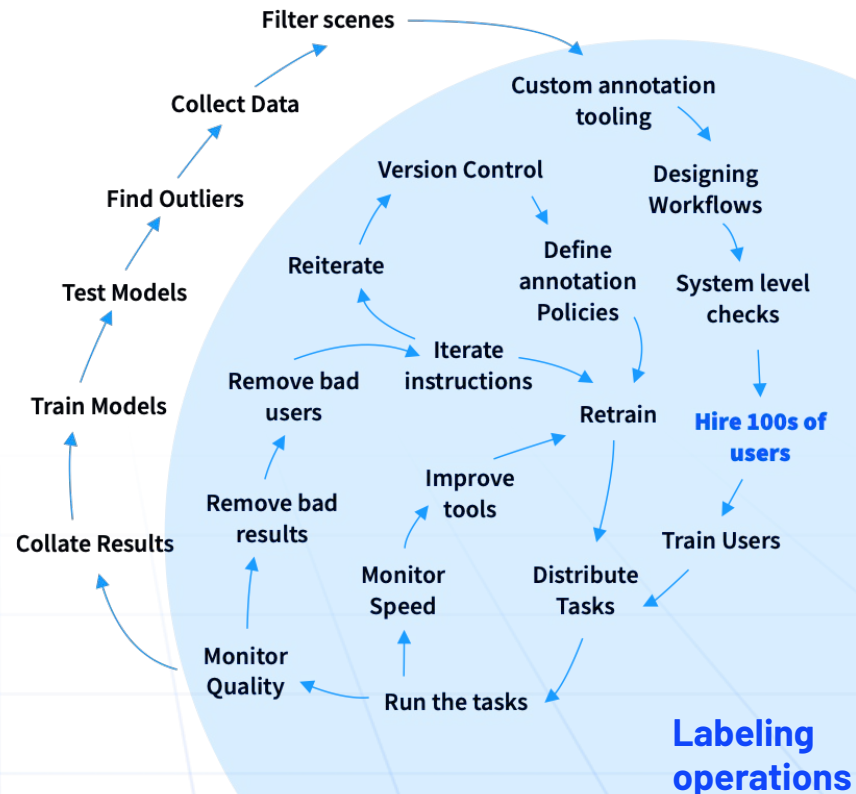 Filter scenes
Custom annotation
tooling
Collect Data
Version Control
Designing
Workflows
Find Outliers
Define
annotation
Policies
Reiterate
System level
checks
Test Models
Iterate
instructions
Remove bad
users
Train Models
Retrain
Hire 100s of
users
Improve
tools
Remove bad
results
Collate Results
Train Users
Monitor
Speed
Distribute
Tasks
Monitor
Quality
Run the tasks
Labeling
operations